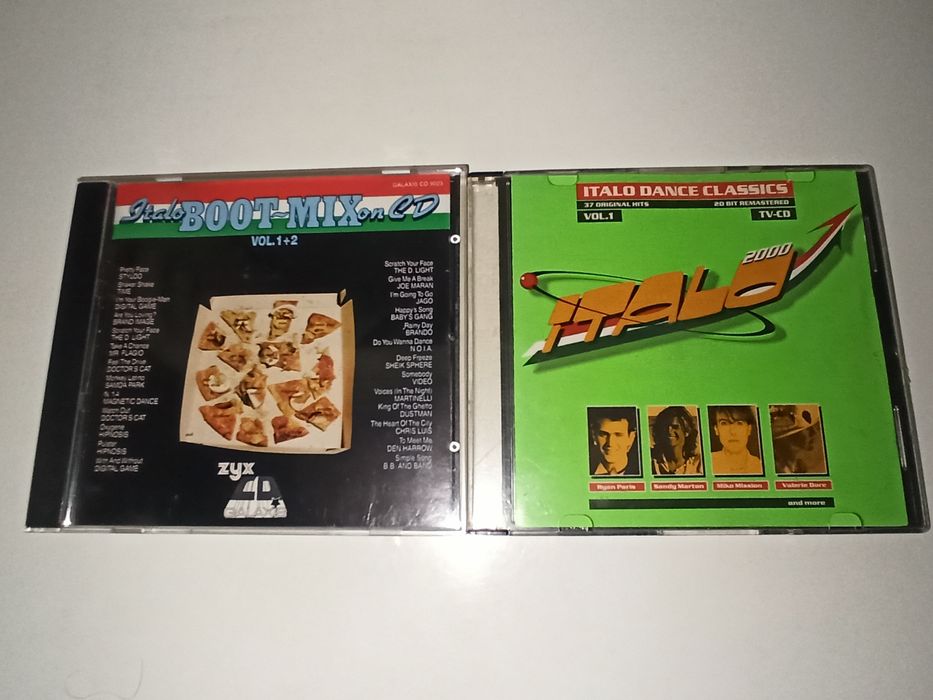 GALAXIS CD 9023
Italo BOOT-MIX on CD
VOL.1+2
Pretty Face
STYLÓO
Shaker Shake
TIME
I'm Your Boogie-Man
DIGITAL GAME
Are You Loving?
BRAND IMAGE
Scratch Your Face
THE D. LIGHT
Take A Chance
MR. FLAGIO
Feel The Drive
DOCTOR'S CAT
Monkey Latino
SAMOA PARK
MAGNETIC DANCE
Watch Out
DOCTOR'S CAT
Oxygene
HIPNOSIS
Pulstar
HIPNOSIS
With And Without
DIGITAL GAME
Scratch Your Face
THE D. LIGHT
Give Me A Break
JOE MARAN
I'm Going To Go
JAGO
Happy's Song
BABY'S GANG
Rainy Day
BRANDO
Do You Wanna Dance
N.O.I.A.
Deep Freeze
SHEIK SPHERE
Somebody
VIDEO
Voices (In The Night)
MARTINELLI
King Of The Ghetto
DUSTMAN
The Heart Of The City
CHRIS LUIS
To Meet Me
DEN HARROW
Simple Song
B.B. AND BAND
zyx
GALAXIS
ITALO DANCE CLASSICS
37 ORIGINAL HITS 20 BIT REMASTERED
VOL.1 TV-CD
2000
ITALO
Ryan Paris Sandy Marton Miko Mission Valerie Dore
and more